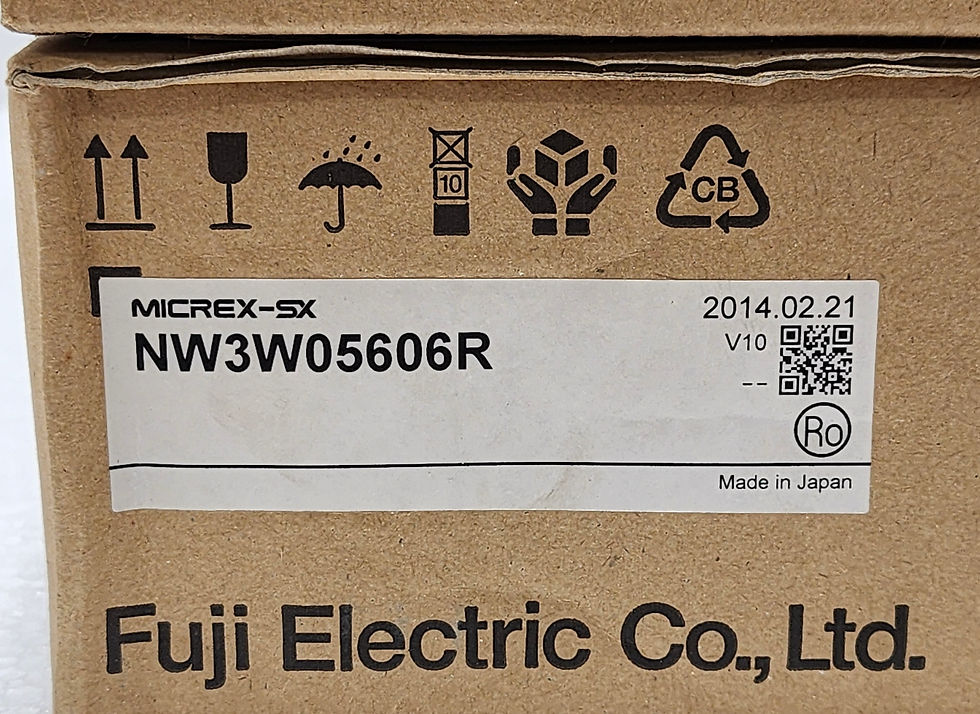 10
CB
MICREX-SX
2014.02.21
NW3W05606R
V10
--
Ro
Made in Japan
Fuji Electric Co., Ltd.